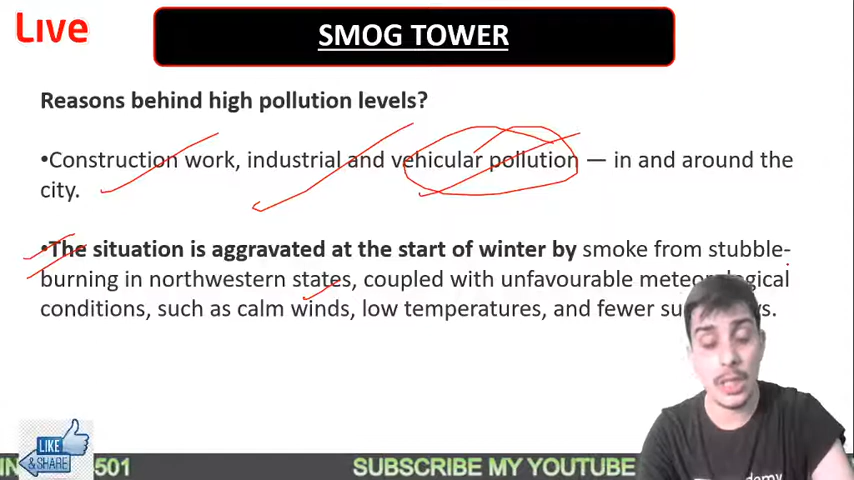 Live
SMOG TOWER
Reasons behind high pollution levels?
•Construction work, industrial and vehicular pollution — in and around the
city.
•The situation is aggravated at the start of winter by smoke from stubble-
burning in northwestern states, coupled with unfavourable meteorological
conditions, such as calm winds, low temperatures, and fewer
LIKE
&SHARE
501
SUBSCRIBE MY YOUTUBE